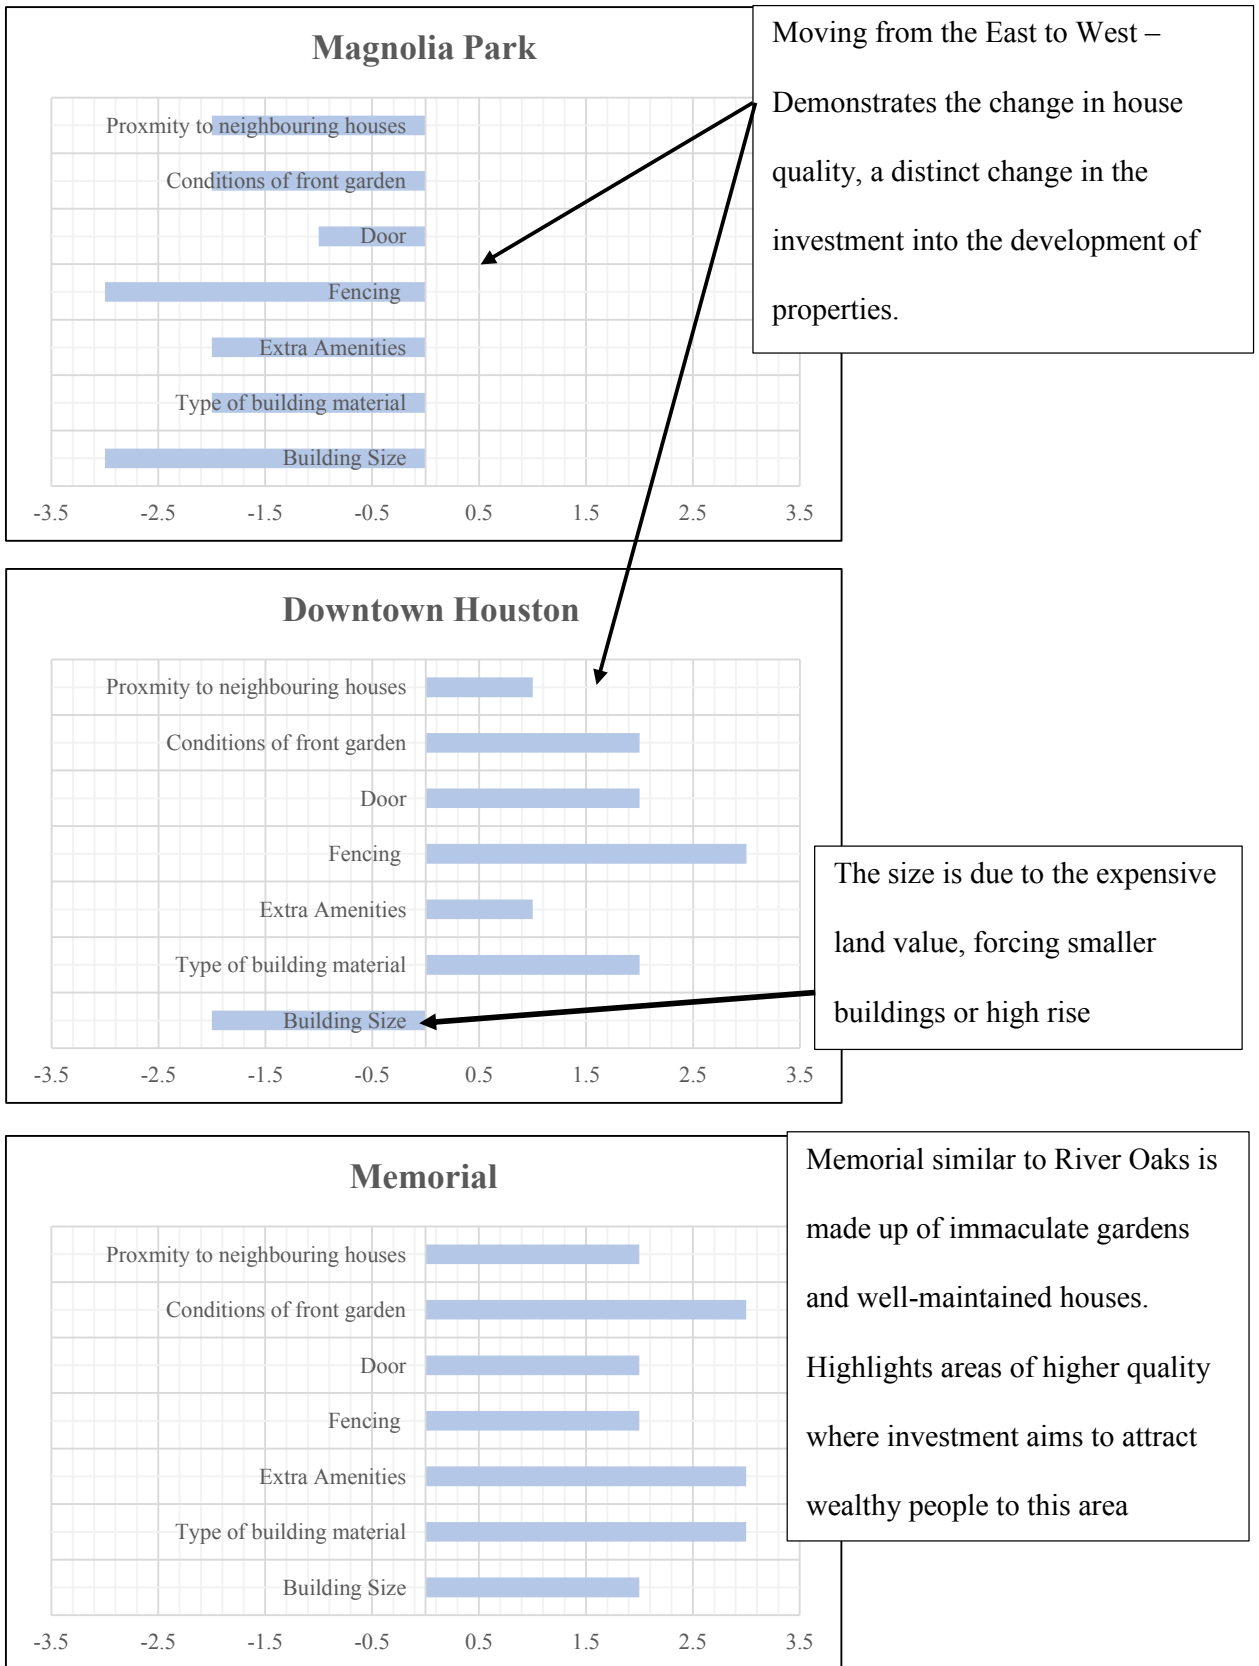 Magnolia Park
Proxmity to neighbouring houses
Conditions of front garden
Door
Fencing
Extra Amenities
Type of building material
Building Size
-3.5 -2.5 -1.5 -0.5 0.5 1.5 2.5 3.5
Moving from the East to West –
Demonstrates the change in house
quality, a distinct change in the
investment into the development of
properties.
Downtown Houston
Proxmity to neighbouring houses
Conditions of front garden
Door
Fencing
Extra Amenities
Type of building material
Building Size
-3.5 -2.5 -1.5 -0.5 0.5 1.5 2.5 3.5
The size is due to the expensive
land value, forcing smaller
buildings or high rise
Memorial
Proxmity to neighbouring houses
Conditions of front garden
Door
Fencing
Extra Amenities
Type of building material
Building Size
-3.5 -2.5 -1.5 -0.5 0.5 1.5 2.5 3.5
Memorial similar to River Oaks is
made up of immaculate gardens
and well-maintained houses.
Highlights areas of higher quality
where investment aims to attract
wealthy people to this area